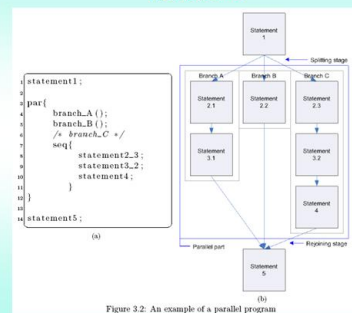 1 statement1;
2
3 par{
4 branch_A();
5 branch_B();
6 /* branch_C */
7 seq{
8 statement2_3;
9 statement3_2;
10 statement4;
11 }
12 }
13
14 statement5;
(a)
Statement
1
Splitting stage
Branch A
Branch B
Branch C
Statement
2.1
Statement
2.2
Statement
2.3
Statement
3.1
Statement
3.2
Statement
4
Parallel part
Rejoining stage
Statement
5
(b)
Figure 3.2: An example of a parallel program